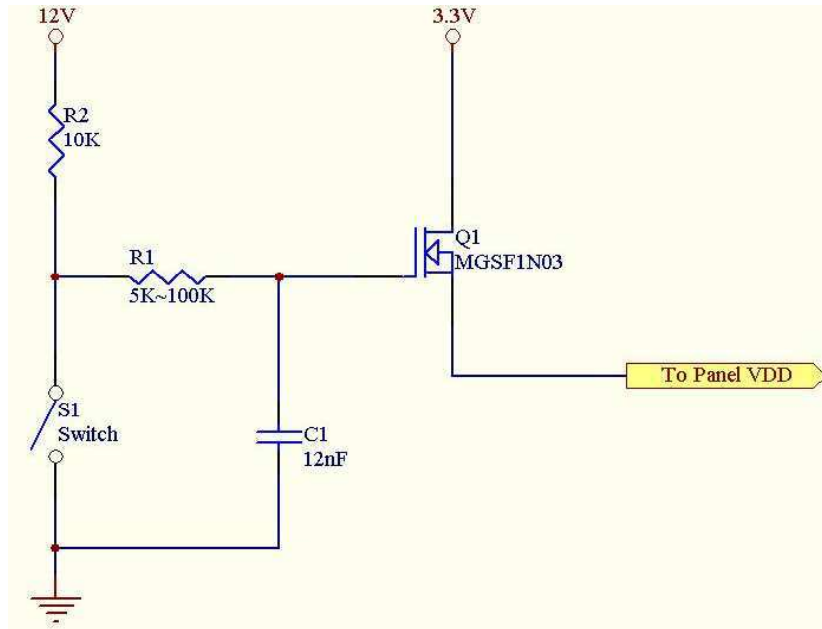 12V
3.3V
R2
10K
R1
5K~100K
Q1
MGSF1N03
To Panel VDD
S1
Switch
C1
12nF